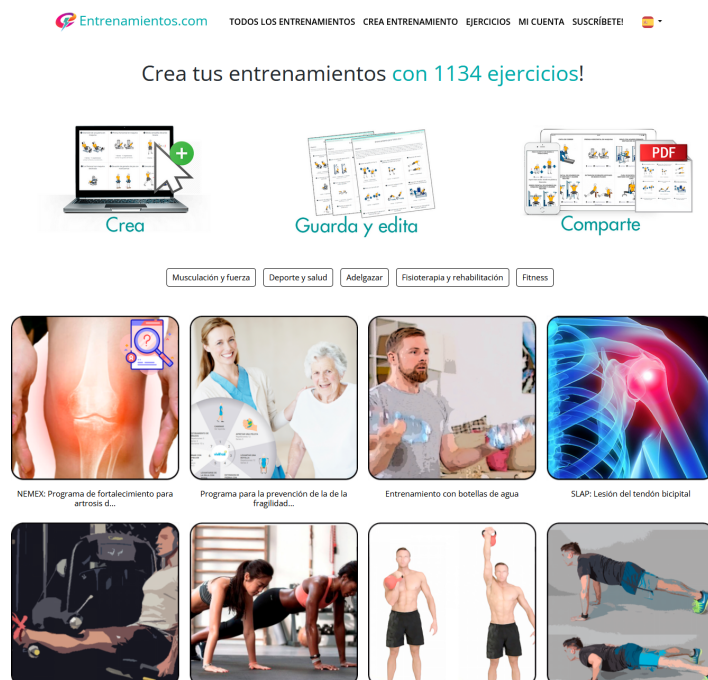 Entrenamientos.com
TODOS LOS ENTRENAMIENTOS CREA ENTRENAMIENTO EJERCICIOS MI CUENTA SUSCRÍBETE!
Crea tus entrenamientos con 1134 ejercicios!
PDF
Crea
Guarda y edita
Comparte
Musculación y fuerza
Deporte y salud
Adelgazar
Fisioterapia y rehabilitación
Fitness
NEMEX: Programa de fortalecimiento para
artrosis d...
Programa para la prevención de la de la
fragilidad...
Entrenamiento con botellas de agua
SLAP: Lesión del tendón bicipital